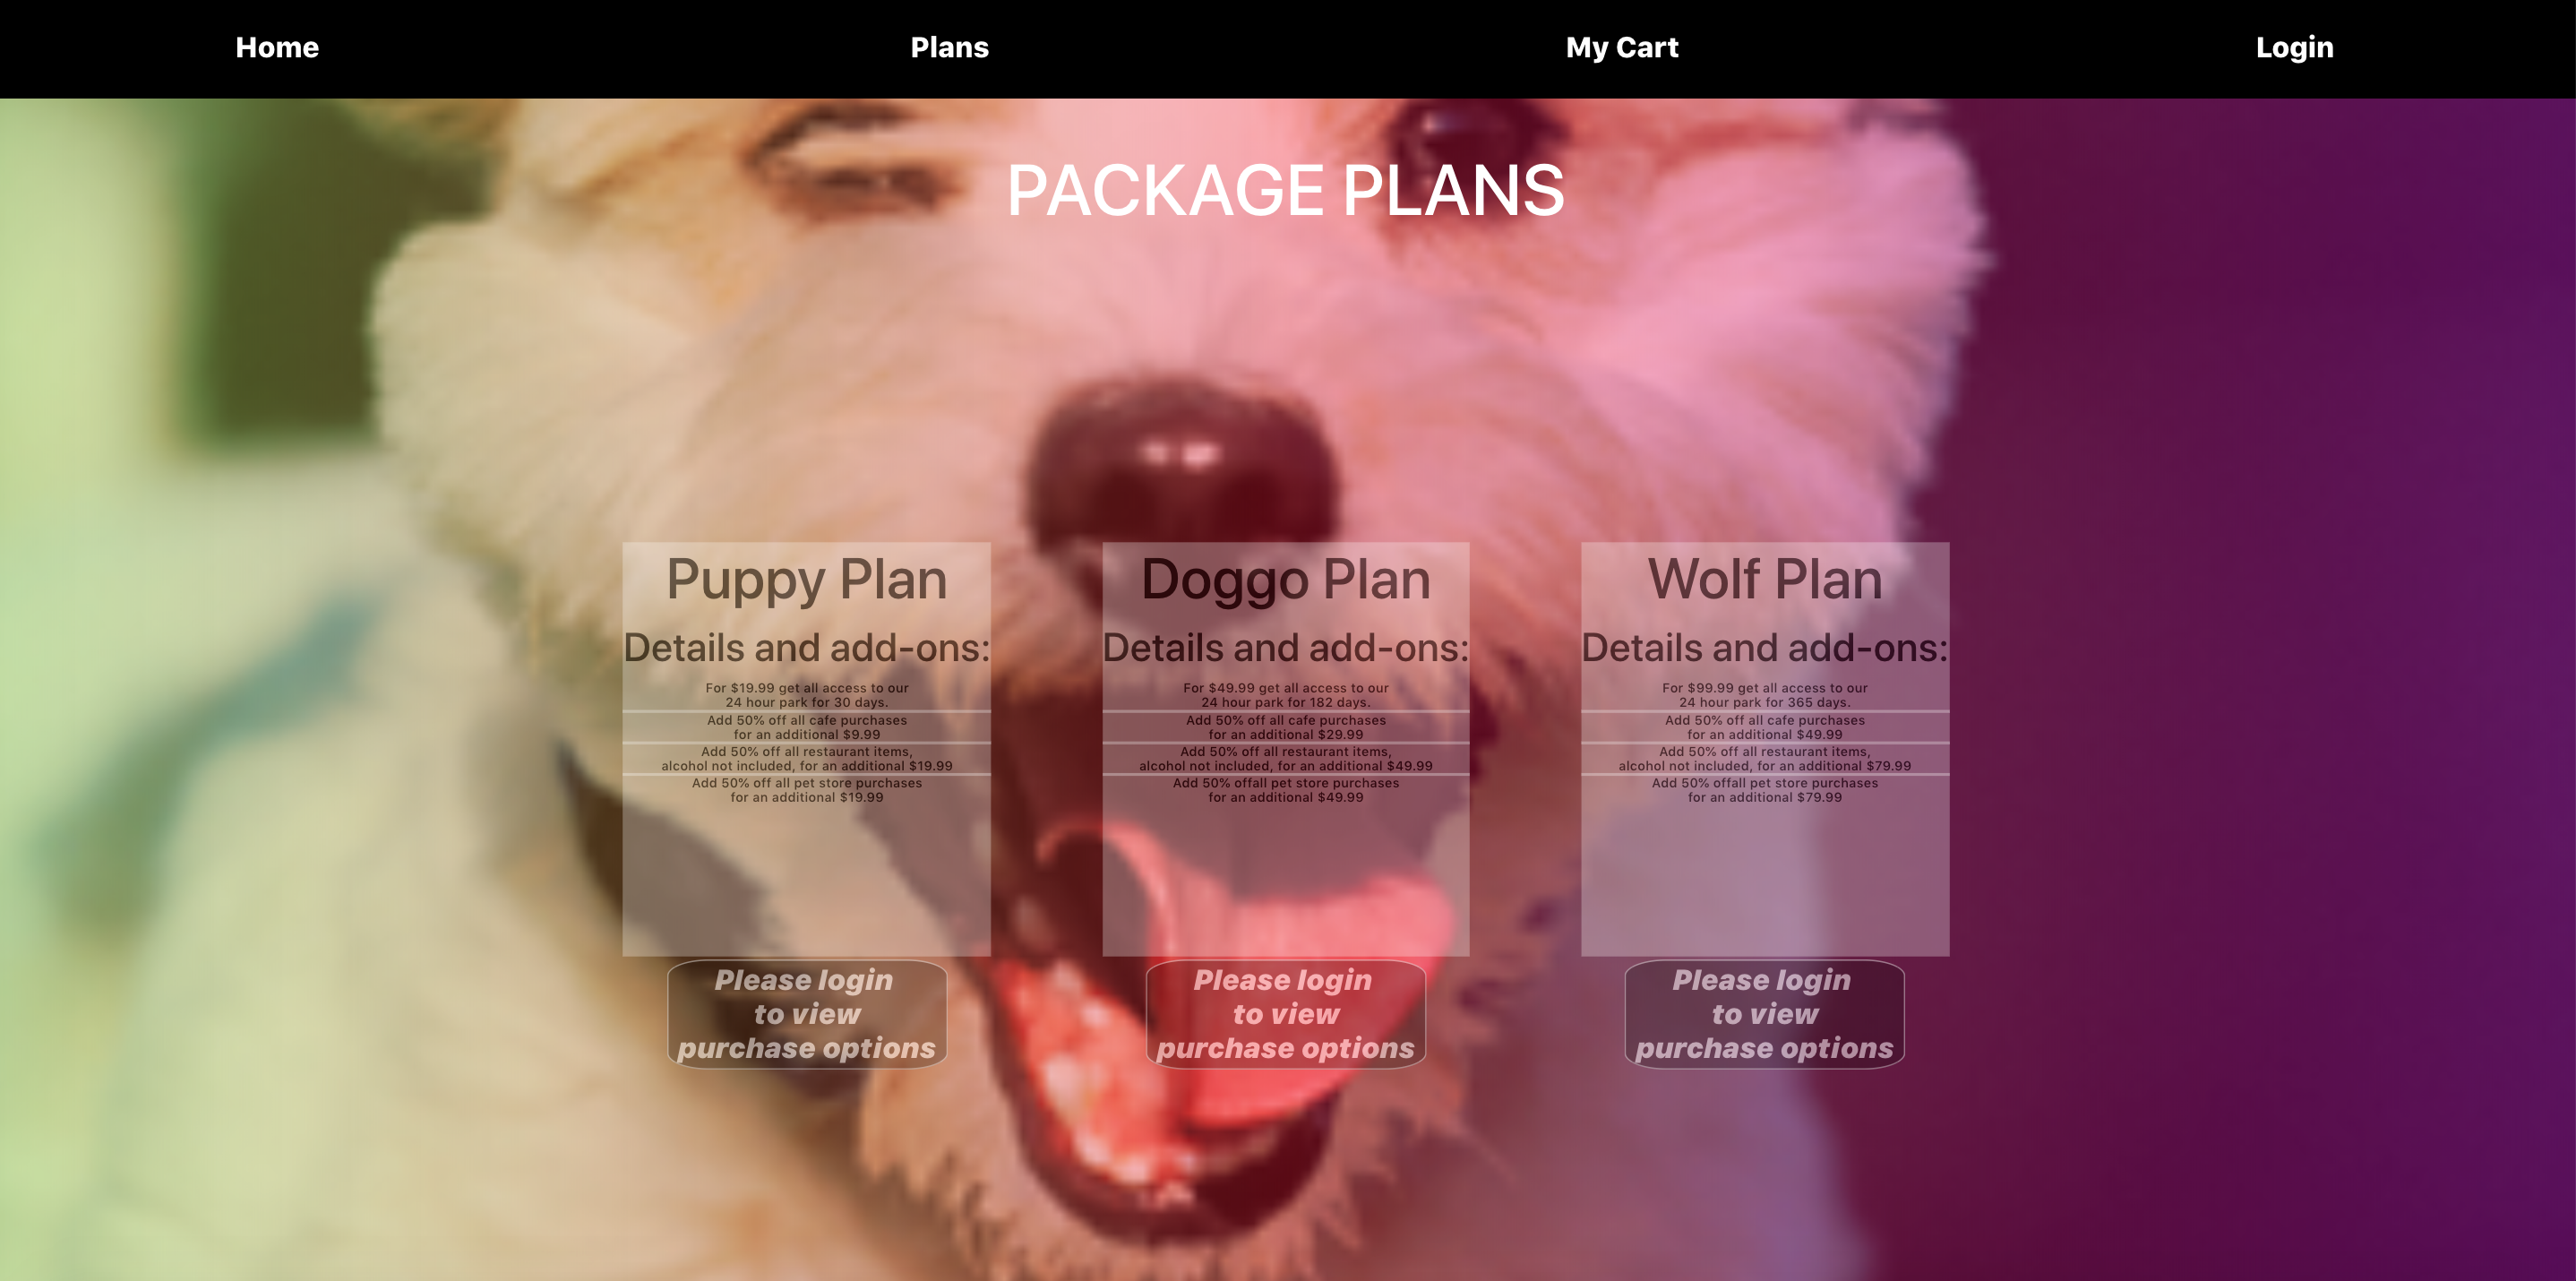 Home Plans My Cart Login
PACKAGE PLANS
Puppy Plan
Details and add-ons:
For $19.99 get all access to our
24 hour park for 30 days.
Add 50% off all cafe purchases
for an additional $9.99
Add 50% off all restaurant items,
alcohol not included, for an additional $19.99
Add 50% off all pet store purchases
for an additional $19.99
Please login
to view
purchase options
Doggo Plan
Details and add-ons:
For $49.99 get all access to our
24 hour park for 182 days.
Add 50% off all cafe purchases
for an additional $29.99
Add 50% off all restaurant items,
alcohol not included, for an additional $49.99
Add 50% offall pet store purchases
for an additional $49.99
Please login
to view
purchase options
Wolf Plan
Details and add-ons:
For $99.99 get all access to our
24 hour park for 365 days.
Add 50% off all cafe purchases
for an additional $49.99
Add 50% off all restaurant items,
alcohol not included, for an additional $79.99
Add 50% offall pet store purchases
for an additional $79.99
Please login
to view
purchase options